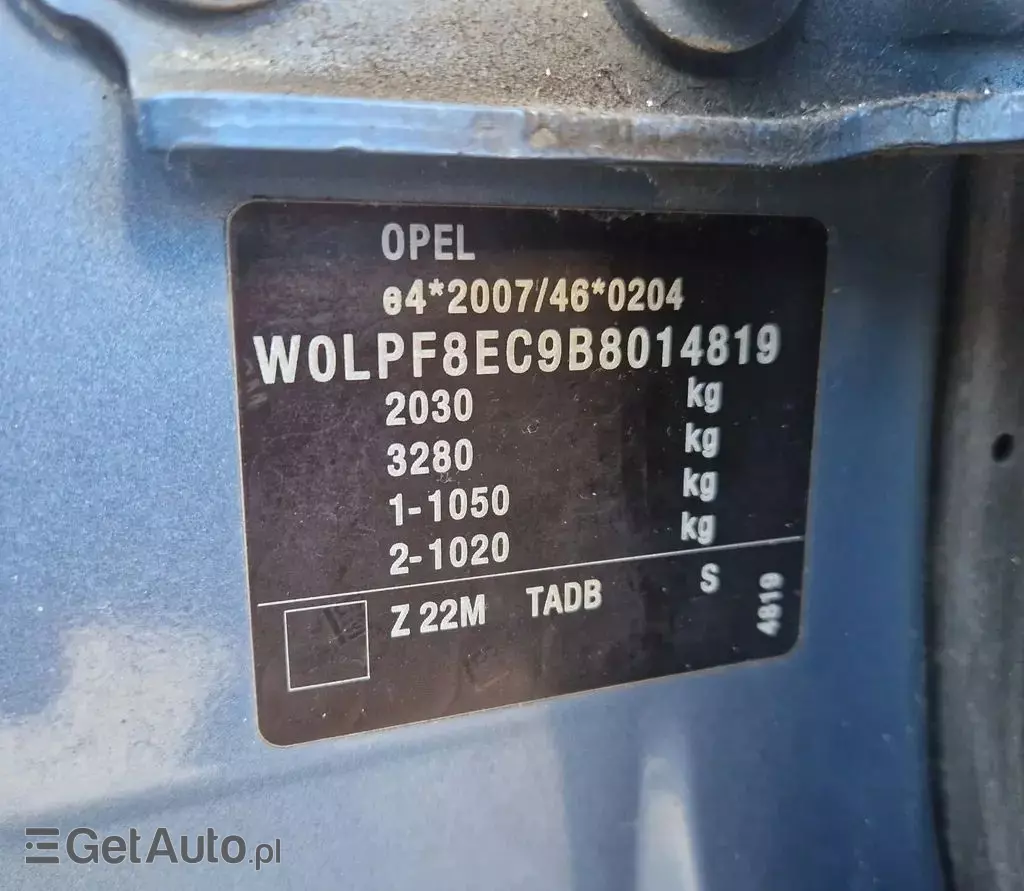 OPEL
e4*2007/46*0204
W0LPF8EC9B8014819
2030 kg
3280 kg
1-1050 kg
2-1020 kg
Z 22M TADB S
4819
GetAuto.pl